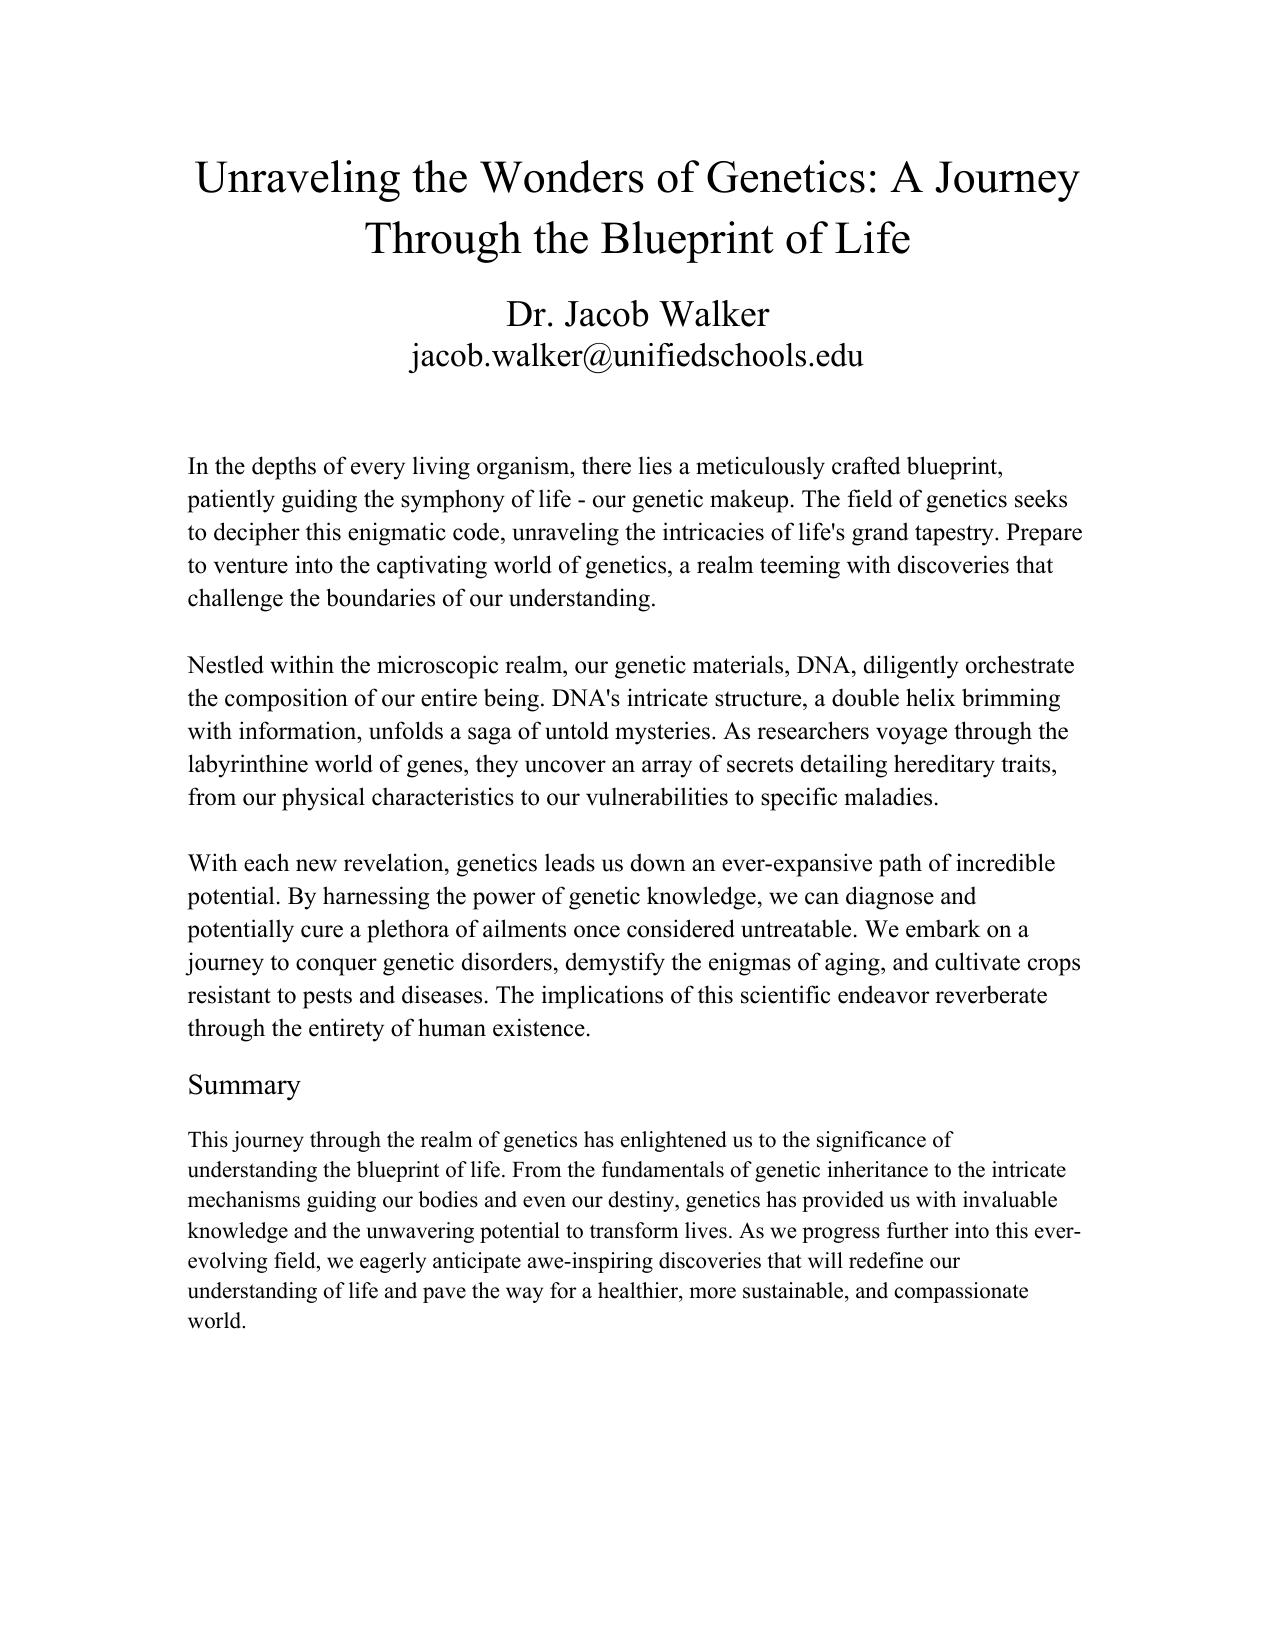 Unraveling the Wonders of Genetics: A Journey
Through the Blueprint of Life
Dr. Jacob Walker
jacob.walker@unifiedschools.edu
In the depths of every living organism, there lies a meticulously crafted blueprint,
patiently guiding the symphony of life - our genetic makeup. The field of genetics seeks
to decipher this enigmatic code, unraveling the intricacies of life's grand tapestry. Prepare
to venture into the captivating world of genetics, a realm teeming with discoveries that
challenge the boundaries of our understanding.
Nestled within the microscopic realm, our genetic materials, DNA, diligently orchestrate
the composition of our entire being. DNA's intricate structure, a double helix brimming
with information, unfolds a saga of untold mysteries. As researchers voyage through the
labyrinthine world of genes, they uncover an array of secrets detailing hereditary traits,
from our physical characteristics to our vulnerabilities to specific maladies.
With each new revelation, genetics leads us down an ever-expansive path of incredible
potential. By harnessing the power of genetic knowledge, we can diagnose and
potentially cure a plethora of ailments once considered untreatable. We embark on a
journey to conquer genetic disorders, demystify the enigmas of aging, and cultivate crops
resistant to pests and diseases. The implications of this scientific endeavor reverberate
through the entirety of human existence.
Summary
This journey through the realm of genetics has enlightened us to the significance of
understanding the blueprint of life. From the fundamentals of genetic inheritance to the intricate
mechanisms guiding our bodies and even our destiny, genetics has provided us with invaluable
knowledge and the unwavering potential to transform lives. As we progress further into this ever-
evolving field, we eagerly anticipate awe-inspiring discoveries that will redefine our
understanding of life and pave the way for a healthier, more sustainable, and compassionate
world.